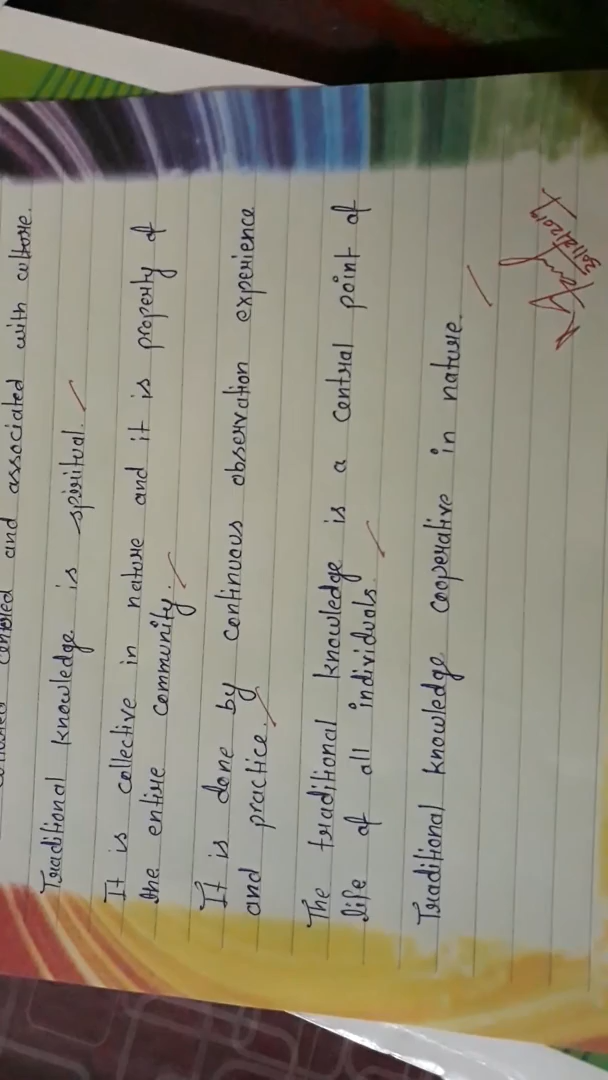 and associated with culture.
Traditional knowledge is spiritual.
It is collective in nature and it is property of
the entire community.
It is done by continuous observation experience
and practice.
The traditional knowledge is a central point of
life of all individuals.
Traditional knowledge cooperative in nature.